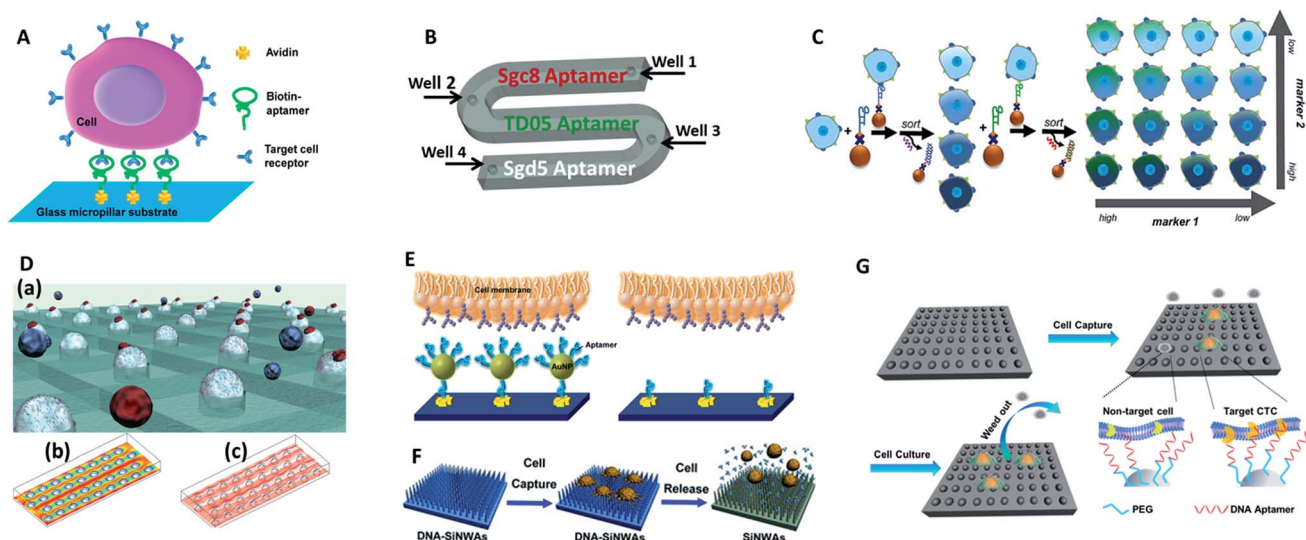 A
Avidin
Biotin-
aptamer
Cell
Target cell
receptor
Glass micropillar substrate
B
Well 1
Sgc8 Aptamer
Well 2
TD05 Aptamer
Well 3
Well 4
Sgd5 Aptamer
C
+
sort
+
sort
low
marker 2
high
high
low
marker 1
D
(a)
(b)
(c)
E
Cell membrane
Aptamer
AuNP
F
Cell
Capture
Cell
Release
DNA-SiNWAs
DNA-SiNWAs
SiNWAs
G
Cell Capture
Weed out
Cell Culture
Non-target cell
Target CTC
PEG
DNA Aptamer